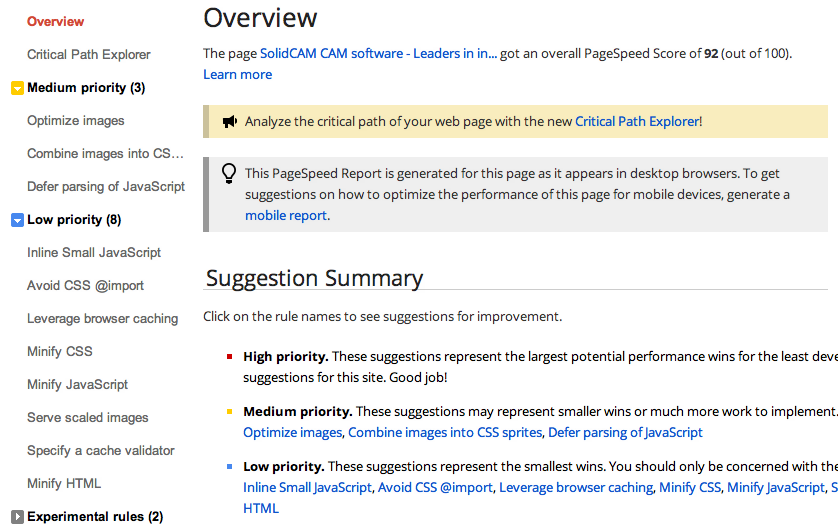 Overview
Critical Path Explorer
Medium priority (3)
Optimize images
Combine images into CS...
Defer parsing of JavaScript
Low priority (8)
Inline Small JavaScript
Avoid CSS @import
Leverage browser caching
Minify CSS
Minify JavaScript
Serve scaled images
Specify a cache validator
Minify HTML
Experimental rules (2)
Overview
The page SolidCAM CAM software - Leaders in in... got an overall PageSpeed Score of 92 (out of 100).
Learn more
Analyze the critical path of your web page with the new Critical Path Explorer!
This PageSpeed Report is generated for this page as it appears in desktop browsers. To get
suggestions on how to optimize the performance of this page for mobile devices, generate a
mobile report.
Suggestion Summary
Click on the rule names to see suggestions for improvement.
High priority. These suggestions represent the largest potential performance wins for the least deve
suggestions for this site. Good job!
Medium priority. These suggestions may represent smaller wins or much more work to implement.
Optimize images, Combine images into CSS sprites, Defer parsing of JavaScript
Low priority. These suggestions represent the smallest wins. You should only be concerned with the
Inline Small JavaScript, Avoid CSS @import, Leverage browser caching, Minify CSS, Minify JavaScript, S
HTML